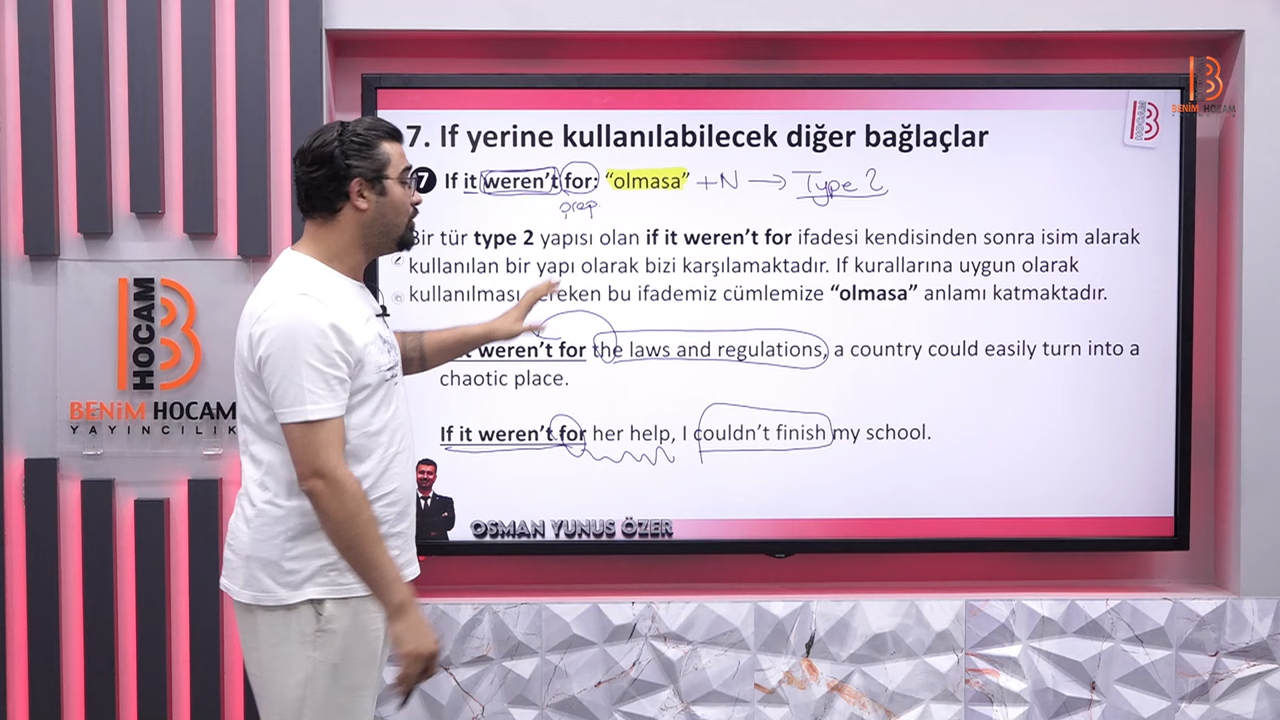 7. If yerine kullanılabilecek diğer bağlaçlar
7 If it weren't for: "olmasa" +N → Type 2
prep
Bir tür type 2 yapısı olan if it weren't for ifadesi kendisinden sonra isim alarak
kullanılan bir yapı olarak bizi karşılamaktadır. If kurallarına uygun olarak
kullanılması gereken bu ifademiz cümlemize "olmasa" anlamı katmaktadır.
weren't for the laws and regulations, a country could easily turn into a
chaotic place.
If it weren't for her help, I couldn't finish my school.
OSMAN YUNUS ÖZER
B HOCAM
BENİM HOCAM
YAYINCILIK
B HOCAM
BENİM HOCAM